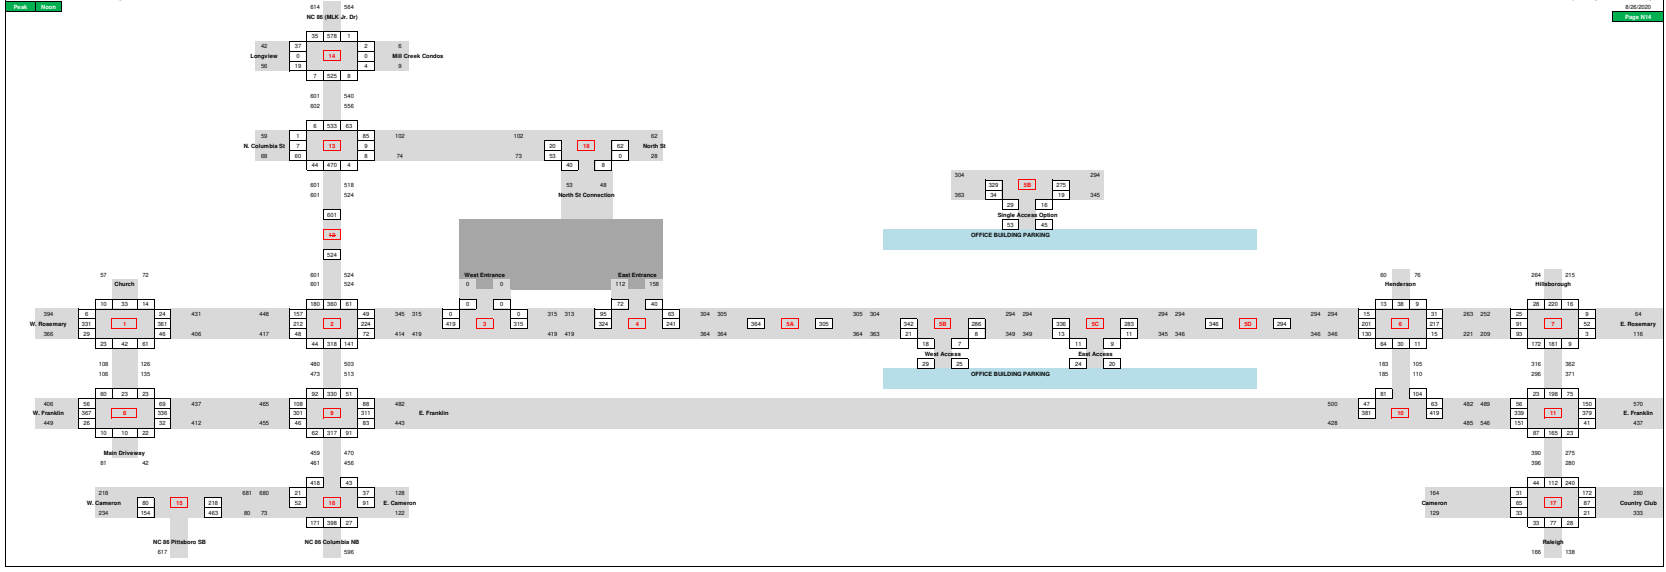 8/26/2020
Peak Noon
Page N14
614 564
NC 86 (MLK Jr. Dr)
35 578 1
42 37 2 6
Longview 0 14 0 Mill Creek Condos
56 19 4 9
7 525 8
601 540
602 556
6 533 63
59 1 85 102 102 62
N. Columbia St 7 13 9 20 18 62 North St
68 60 8 74 73 53 0 28
44 470 4 40 8
601 518 53 48
601 524 North St Connection
304 294
329 5B 275
363 34 19 345
29 16
Single Access Option
53 45
OFFICE BUILDING PARKING
601
12
524
57 72 601 524 West Entrance East Entrance 60 76 264 215
Church 601 524 0 0 112 158 Henderson Hillsborough
10 33 14 180 360 61 0 0 72 40 13 38 9 28 220 16
394 6 24 431 448 157 49 345 315 0 0 315 313 95 63 304 305 305 304 294 294 294 294 15 31 263 252 25 9 64
W. Rosemary 331 1 361 212 2 224 419 3 315 324 4 241 364 5A 305 342 5B 286 336 5C 283 346 5D 294 201 6 217 91 7 52 E. Rosemary
366 29 46 406 417 48 72 414 419 419 419 364 364 364 363 21 8 349 349 13 11 345 346 346 346 130 15 221 209 93 3 116
23 42 61 44 318 141 18 7 11 9 64 30 11 172 181 9
West Access East Access
108 126 480 503 29 25 24 20 183 105 316 362
106 135 473 513 OFFICE BUILDING PARKING 185 110 296 371
60 23 23 92 330 51 81 104 23 198 75
406 56 69 437 465 108 88 482 500 47 63 482 489 56 150 570
W. Franklin 367 8 336 301 9 311 E. Franklin 381 10 419 339 11 379 E. Franklin
449 26 32 412 455 46 83 443 428 485 546 151 41 437
10 10 22 62 317 91 87 165 23
Main Driveway 459 470 390 275
81 42 461 456 396 280
418 43 44 112 240
218 681 680 21 37 128 164 31 172 280
W. Cameron 80 15 218 52 16 91 E. Cameron Cameron 65 17 87 Country Club
234 154 463 80 73 122 129 33 21 333
171 398 27 33 77 28
NC 86 Pittsboro SB NC 86 Columbia NB Raleigh
617 596 166 138